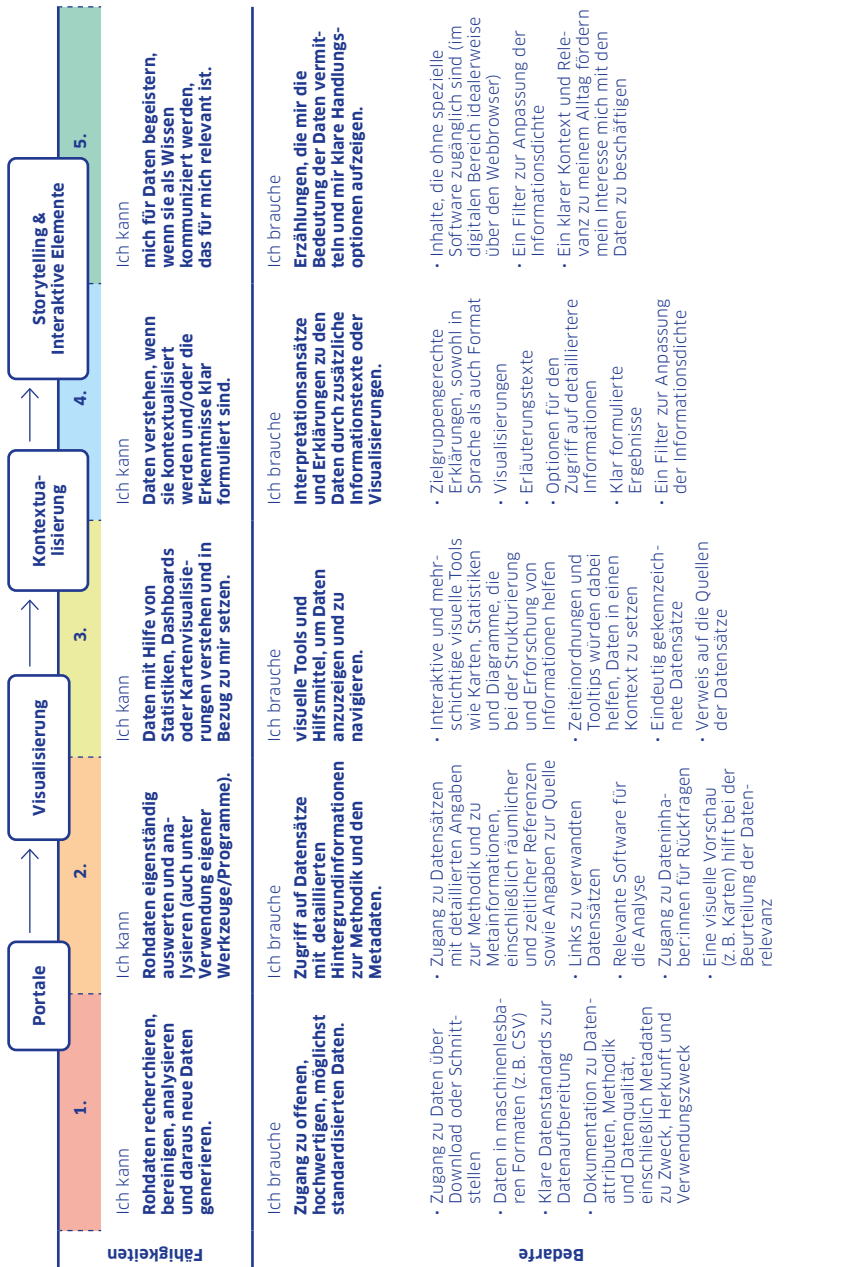 Portale
Visualisierung
Kontextua-
lisierung
Storytelling &
Interaktive Elemente
1.
2.
3.
4.
5.
Fähigkeiten
Ich kann
Rohdaten recherchieren,
bereinigen, analysieren
und daraus neue Daten
generieren.
Ich kann
Rohdaten eigenständig
auswerten und ana-
lysieren (auch unter
Verwendung eigener
Werkzeuge/Programme).
Ich kann
Daten mit Hilfe von
Statistiken, Dashboards
oder Kartenvisualisie-
rungen verstehen und in
Bezug zu mir setzen.
Ich kann
Daten verstehen, wenn
sie kontextualisiert
werden und/oder die
Erkenntnisse klar
formuliert sind.
Ich kann
mich für Daten begeistern,
wenn sie als Wissen
kommuniziert werden,
das für mich relevant ist.
Bedarfe
Ich brauche
Zugang zu offenen,
hochwertigen, möglichst
standardisierten Daten.
Ich brauche
Zugriff auf Datensätze
mit detaillierten
Hintergrundinformationen
zur Methodik und den
Metadaten.
Ich brauche
visuelle Tools und
Hilfsmittel, um Daten
anzuzeigen und zu
navigieren.
Ich brauche
Interpretationsansätze
und Erklärungen zu den
Daten durch zusätzliche
Informationstexte oder
Visualisierungen.
Ich brauche
Erzählungen, die mir die
Bedeutung der Daten vermit-
teln und mir klare Handlungs-
optionen aufzeigen.
· Zugang zu Daten über
Download oder Schnitt-
stellen
· Daten in maschinenlesba-
ren Formaten (z. B. CSV)
· Klare Datenstandards zur
Datenaufbereitung
· Dokumentation zu Daten-
attributen, Methodik
und Datenqualität,
einschließlich Metadaten
zu Zweck, Herkunft und
Verwendungszweck
· Zugang zu Datensätzen
mit detaillierten Angaben
zur Methodik und zu
Metainformationen,
einschließlich räumlicher
und zeitlicher Referenzen
sowie Angaben zur Quelle
· Links zu verwandten
Datensätzen
· Relevante Software für
die Analyse
· Zugang zu Dateninha-
ber:innen für Rückfragen
· Eine visuelle Vorschau
(z. B. Karten) hilft bei der
Beurteilung der Daten-
relevanz
· Interaktive und mehr-
schichtige visuelle Tools
wie Karten, Statistiken
und Diagramme, die
bei der Strukturierung
und Erforschung von
Informationen helfen
· Zeiteinordnungen und
Tooltips würden dabei
helfen, Daten in einen
Kontext zu setzen
· Eindeutig gekennzeich-
nete Datensätze
· Verweis auf die Quellen
der Datensätze
· Zielgruppengerechte
Erklärungen, sowohl in
Sprache als auch Format
· Visualisierungen
· Erläuterungstexte
· Optionen für den
Zugriff auf detailliertere
Informationen
· Klar formulierte
Ergebnisse
· Ein Filter zur Anpassung
der Informationsdichte
· Inhalte, die ohne spezielle
Software zugänglich sind (im
digitalen Bereich idealerweise
über den Webbrowser)
· Ein Filter zur Anpassung der
Informationsdichte
· Ein klarer Kontext und Rele-
vanz zu meinem Alltag fördern
mein Interesse mich mit den
Daten zu beschäftigen